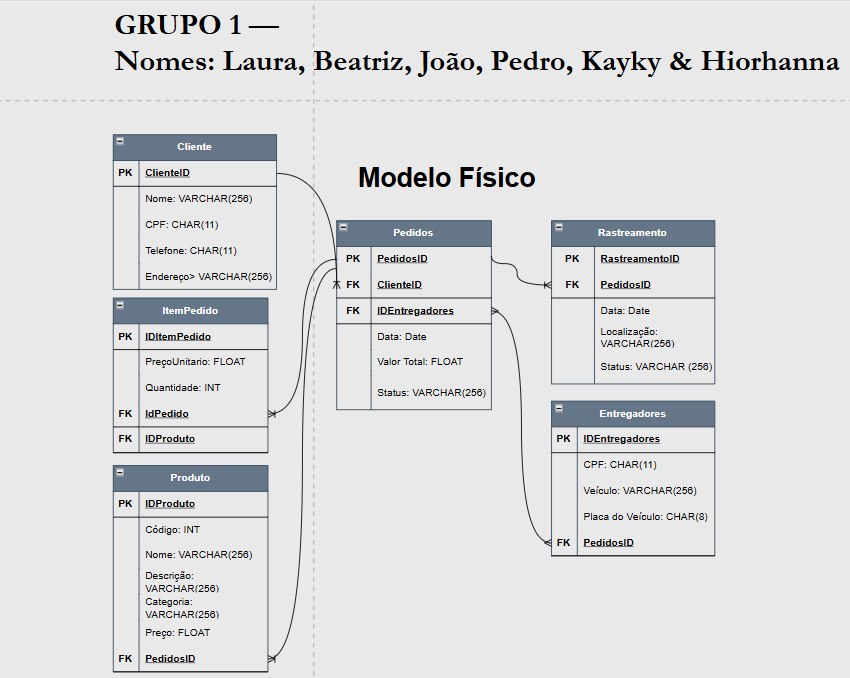 GRUPO 1 —
Nomes: Laura, Beatriz, João, Pedro, Kayky & Hiorhanna
Modelo Físico
Cliente
PK ClienteID
Nome: VARCHAR(256)
CPF: CHAR(11)
Telefone: CHAR(11)
Endereço> VARCHAR(256)
ItemPedido
PK IDItemPedido
PreçoUnitario: FLOAT
Quantidade: INT
FK IdPedido
FK IDProduto
Produto
PK IDProduto
Código: INT
Nome: VARCHAR(256)
Descrição:
VARCHAR(256)
Categoria:
VARCHAR(256)
Preço: FLOAT
FK PedidosID
Pedidos
PK PedidosID
FK ClienteID
FK IDEntregadores
Data: Date
Valor Total: FLOAT
Status: VARCHAR(256)
Rastreamento
PK RastreamentoID
FK PedidosID
Data: Date
Localização:
VARCHAR(256)
Status: VARCHAR (256)
Entregadores
PK IDEntregadores
CPF: CHAR(11)
Veículo: VARCHAR(256)
Placa do Veículo: CHAR(8)
FK PedidosID